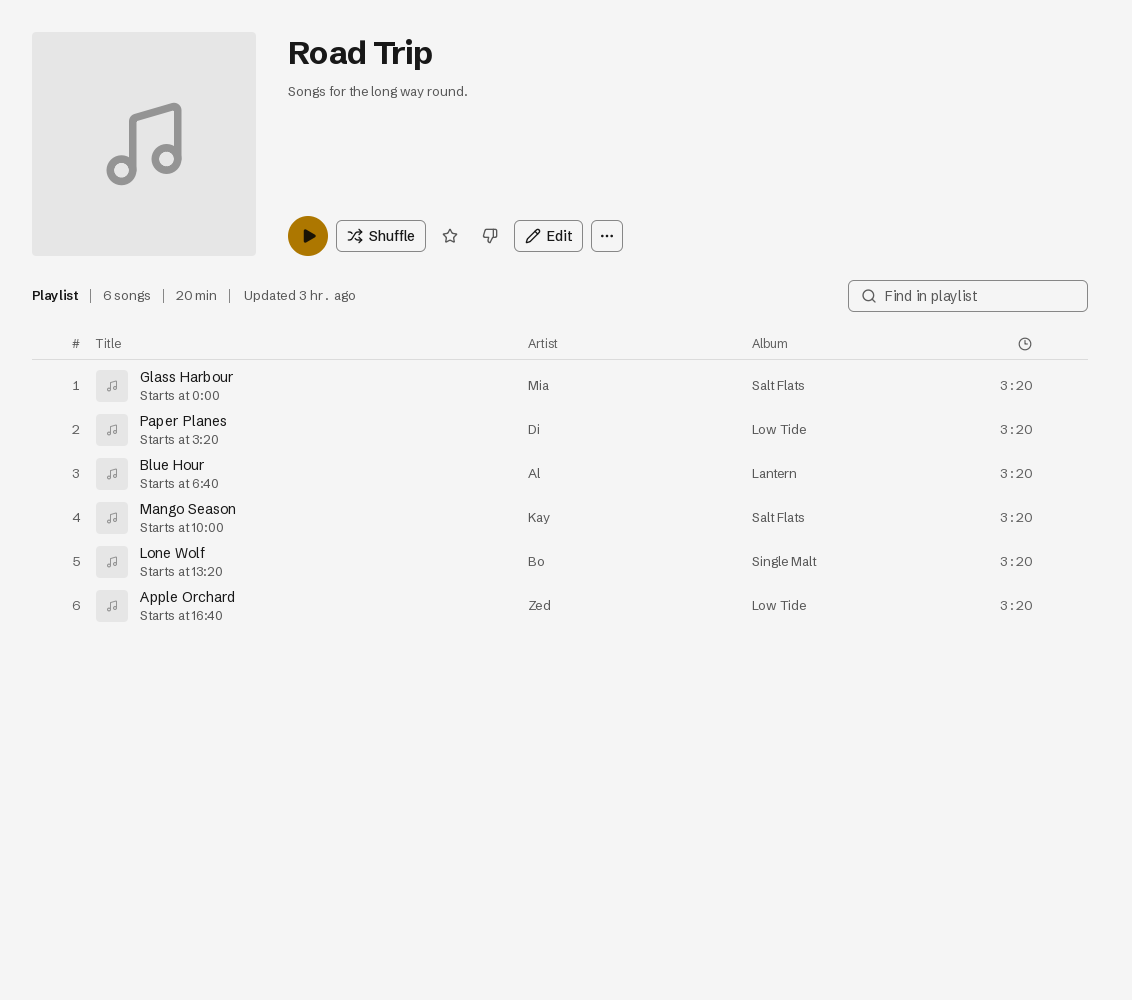 Road Trip
Songs for the long way round.
Shuffle Edit
Playlist 6 songs 20 min Updated 3 hr. ago Find in playlist
# Title Artist Album
1 Glass Harbour Mia Salt Flats 3:20
Starts at 0:00
2 Paper Planes Di Low Tide 3:20
Starts at 3:20
3 Blue Hour Al Lantern 3:20
Starts at 6:40
4 Mango Season Kay Salt Flats 3:20
Starts at 10:00
5 Lone Wolf Bo Single Malt 3:20
Starts at 13:20
6 Apple Orchard Zed Low Tide 3:20
Starts at 16:40